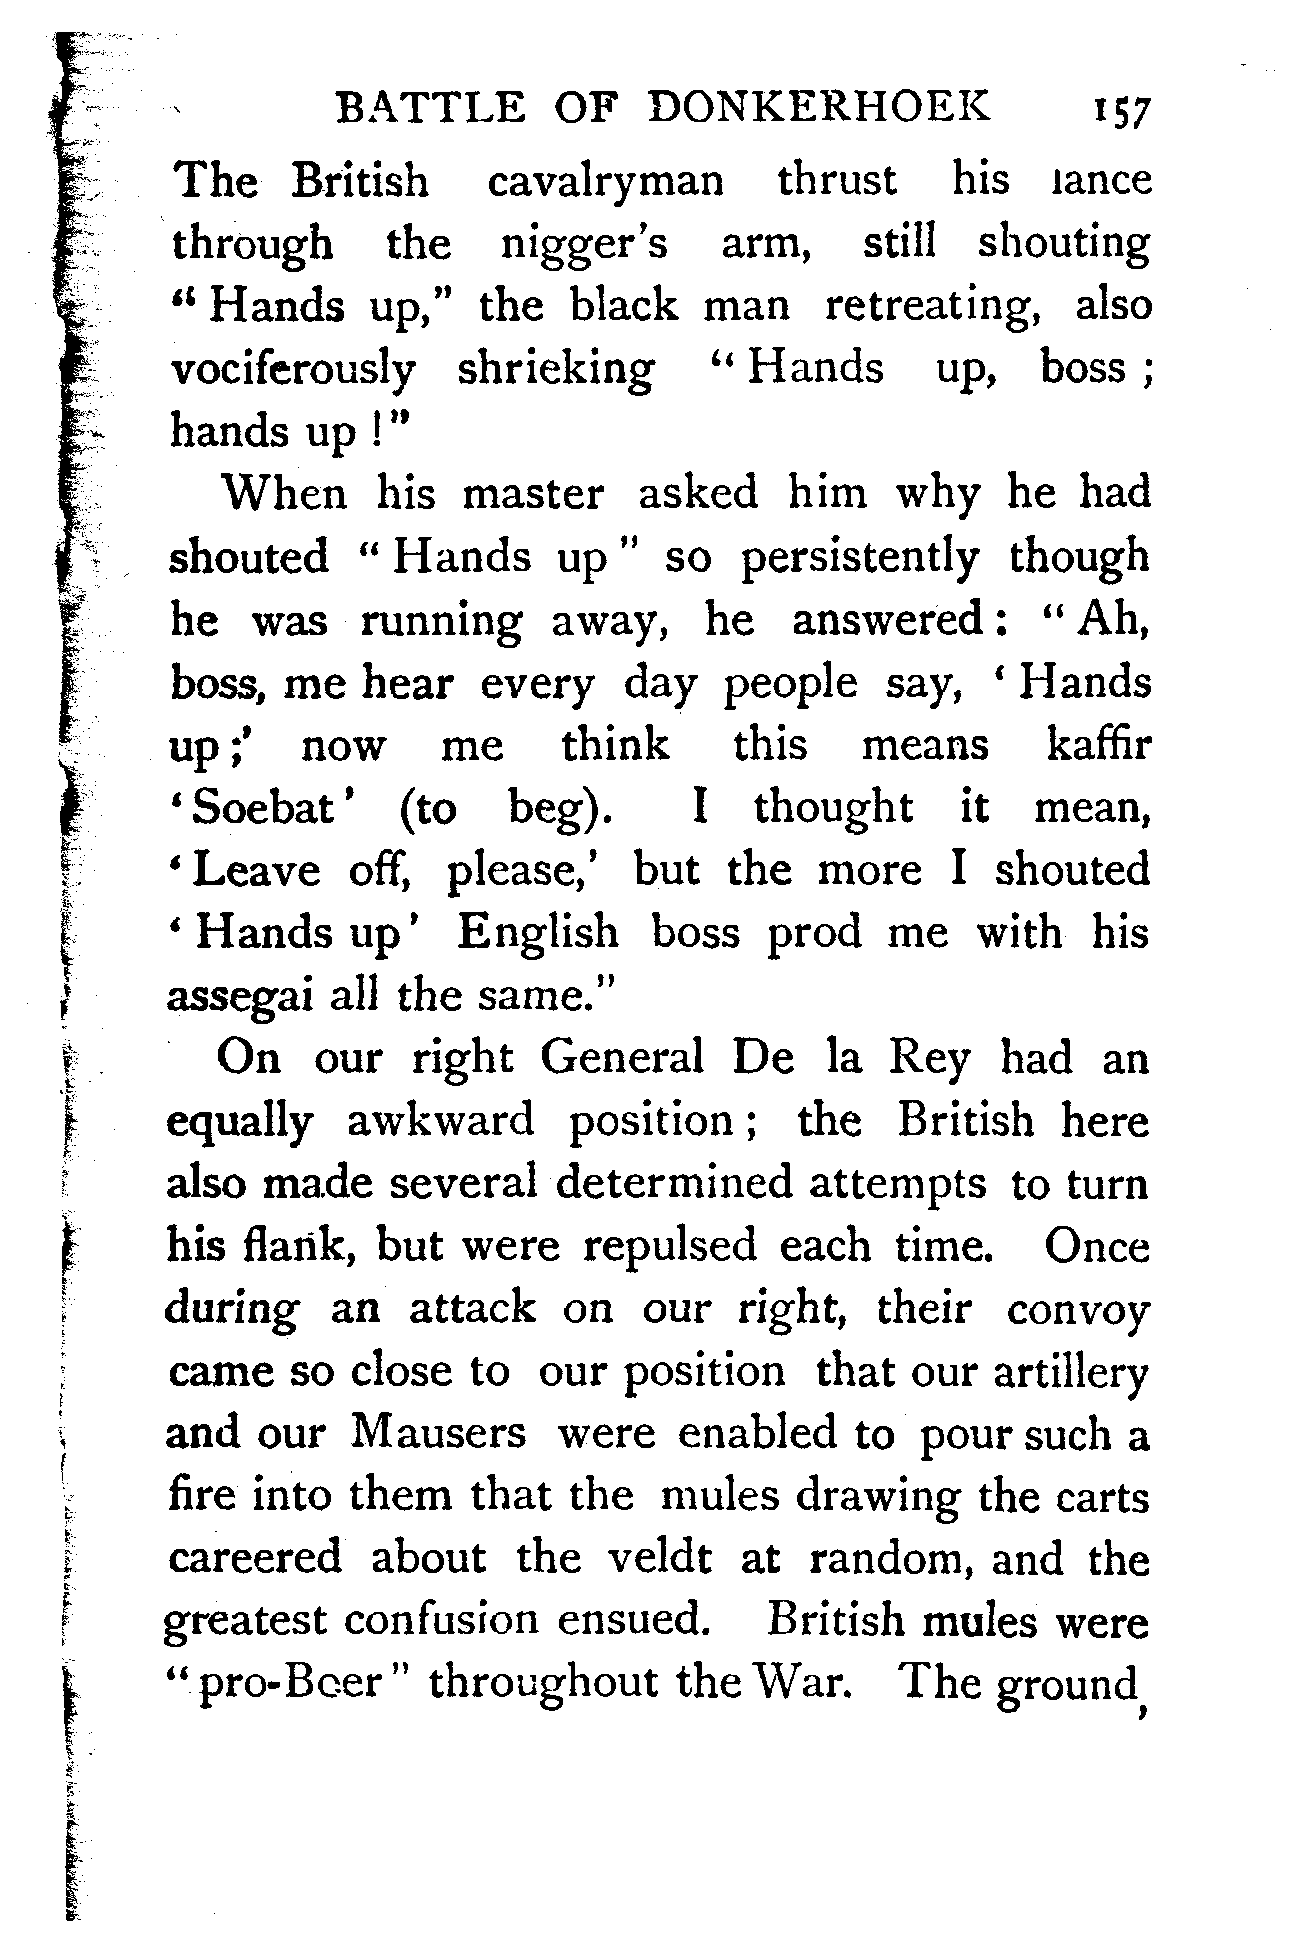 BATTLE OF DONKERHOEK 157
The British cavalryman thrust his lance
through the nigger's arm, still shouting
" Hands up," the black man retreating, also
vociferously shrieking " Hands up, boss ;
hands up !"
When his master asked him why he had
shouted " Hands up " so persistently though
he was running away, he answered : " Ah,
boss, me hear every day people say, ' Hands
up ;' now me think this means kaffir
' Soebat ' (to beg). I thought it mean,
' Leave off, please,' but the more I shouted
' Hands up ' English boss prod me with his
assegai all the same."
On our right General De la Rey had an
equally awkward position ; the British here
also made several determined attempts to turn
his flank, but were repulsed each time. Once
during an attack on our right, their convoy
came so close to our position that our artillery
and our Mausers were enabled to pour such a
fire into them that the mules drawing the carts
careered about the veldt at random, and the
greatest confusion ensued. British mules were
" pro-Boer " throughout the War. The ground,